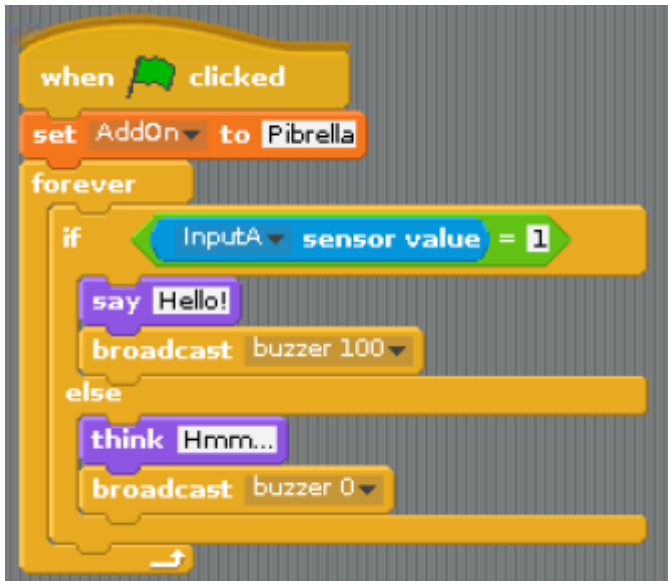 when clicked
set AddOn to Pibrella
forever
if InputA sensor value = 1
say Hello!
broadcast buzzer 100
else
think Hmm...
broadcast buzzer 0